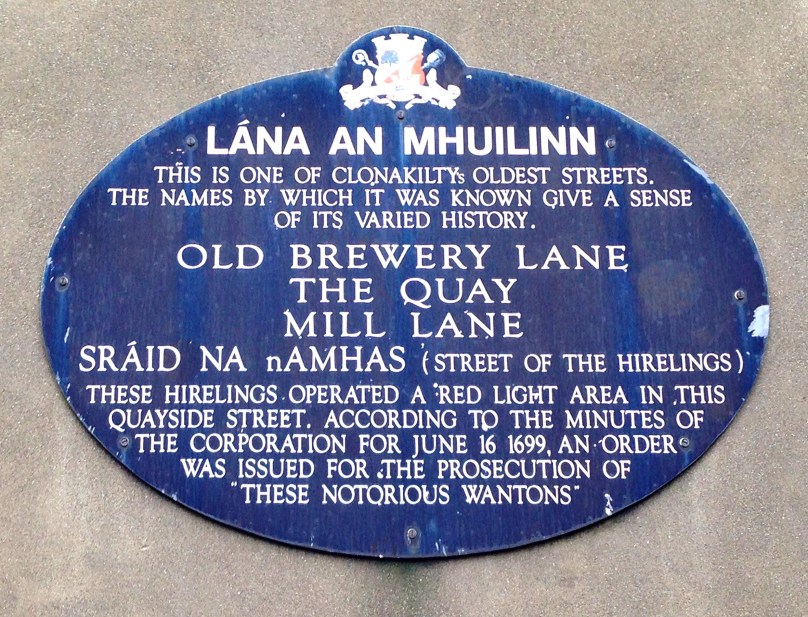 LÁNA AN MHUILINN
THIS IS ONE OF CLONAKILTYs OLDEST STREETS.
THE NAMES BY WHICH IT WAS KNOWN GIVE A SENSE
OF ITS VARIED HISTORY.
OLD BREWERY LANE
THE QUAY
MILL LANE
SRÁID NA nAMHAS (STREET OF THE HIRELINGS)
THESE HIRELINGS OPERATED A RED LIGHT AREA IN THIS
QUAYSIDE STREET. ACCORDING TO THE MINUTES OF
THE CORPORATION FOR JUNE 16 1699, AN ORDER
WAS ISSUED FOR THE PROSECUTION OF
"THESE NOTORIOUS WANTONS"